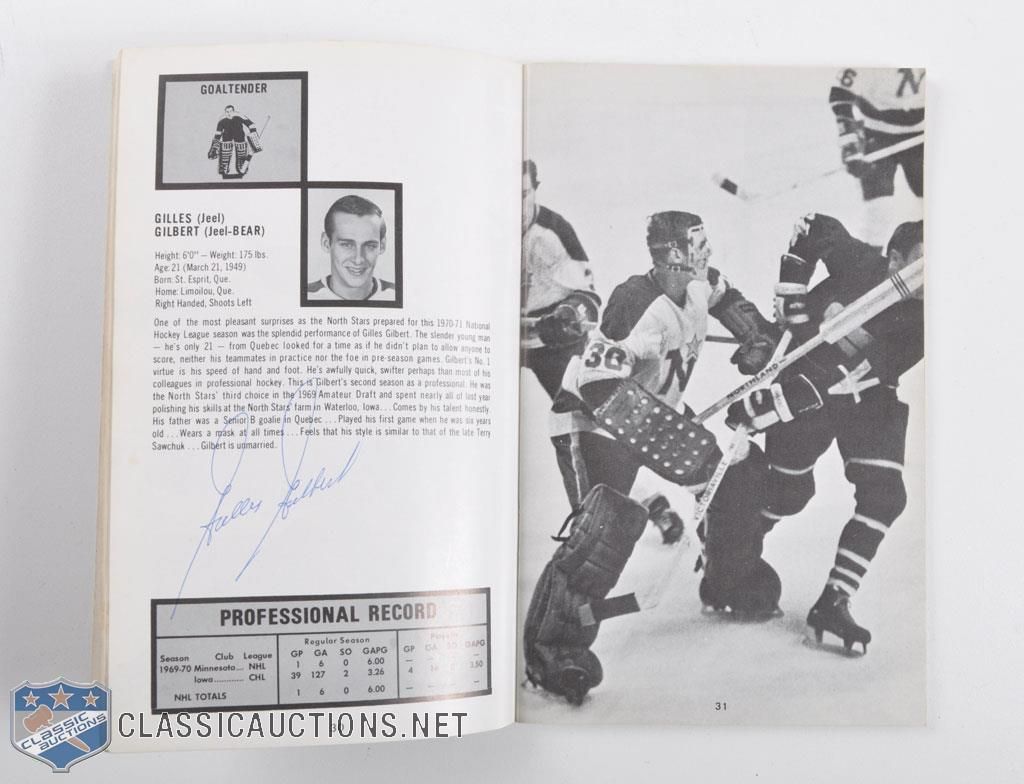 GOALTENDER
GILLES (Jeel)
GILBERT (Jeel-BEAR)
Height: 6'0" — Weight: 175 lbs.
Age: 21 (March 21, 1949)
Born: St. Esprit, Que.
Home: Limoilou, Que.
Right Handed, Shoots Left
One of the most pleasant surprises as the North Stars prepared for this 1970-71 National
Hockey League season was the splendid performance of Gilles Gilbert. The slender young man
— he's only 21 — from Quebec looked for a time as if he didn't plan to allow anyone to
score, neither his teammates in practice nor the foe in pre-season games. Gilbert's No. 1
virtue is his speed of hand and foot. He's awfully quick, swifter perhaps than most of his
colleagues in professional hockey. This is Gilbert's second season as a professional. He was
the North Stars' third choice in the 1969 Amateur Draft and spent nearly all of last year
polishing his skills at the North Stars' farm in Waterloo, Iowa... Comes by his talent honestly.
His father was a Senior B goalie in Quebec... Played his first game when he was six years
old... Wears a mask at all times... Feels that his style is similar to that of the late Terry
Sawchuk... Gilbert is unmarried.
Gilles Gilbert
PROFESSIONAL RECORD
Regular Season Playoffs
Season Club League GP GA SO GAPG GP GA SO GAPG
1969-70 Minnesota... NHL 1 6 0 6.00 — — — —
Iowa............ CHL 39 127 2 3.26 4 14 0 3.50
NHL TOTALS 1 6 0 6.00 — — — —
6 N
30 N
NORTHLAND
VICTORIAVILLE
31
CLASSIC
AUCTIONS
CLASSICAUCTIONS.NET